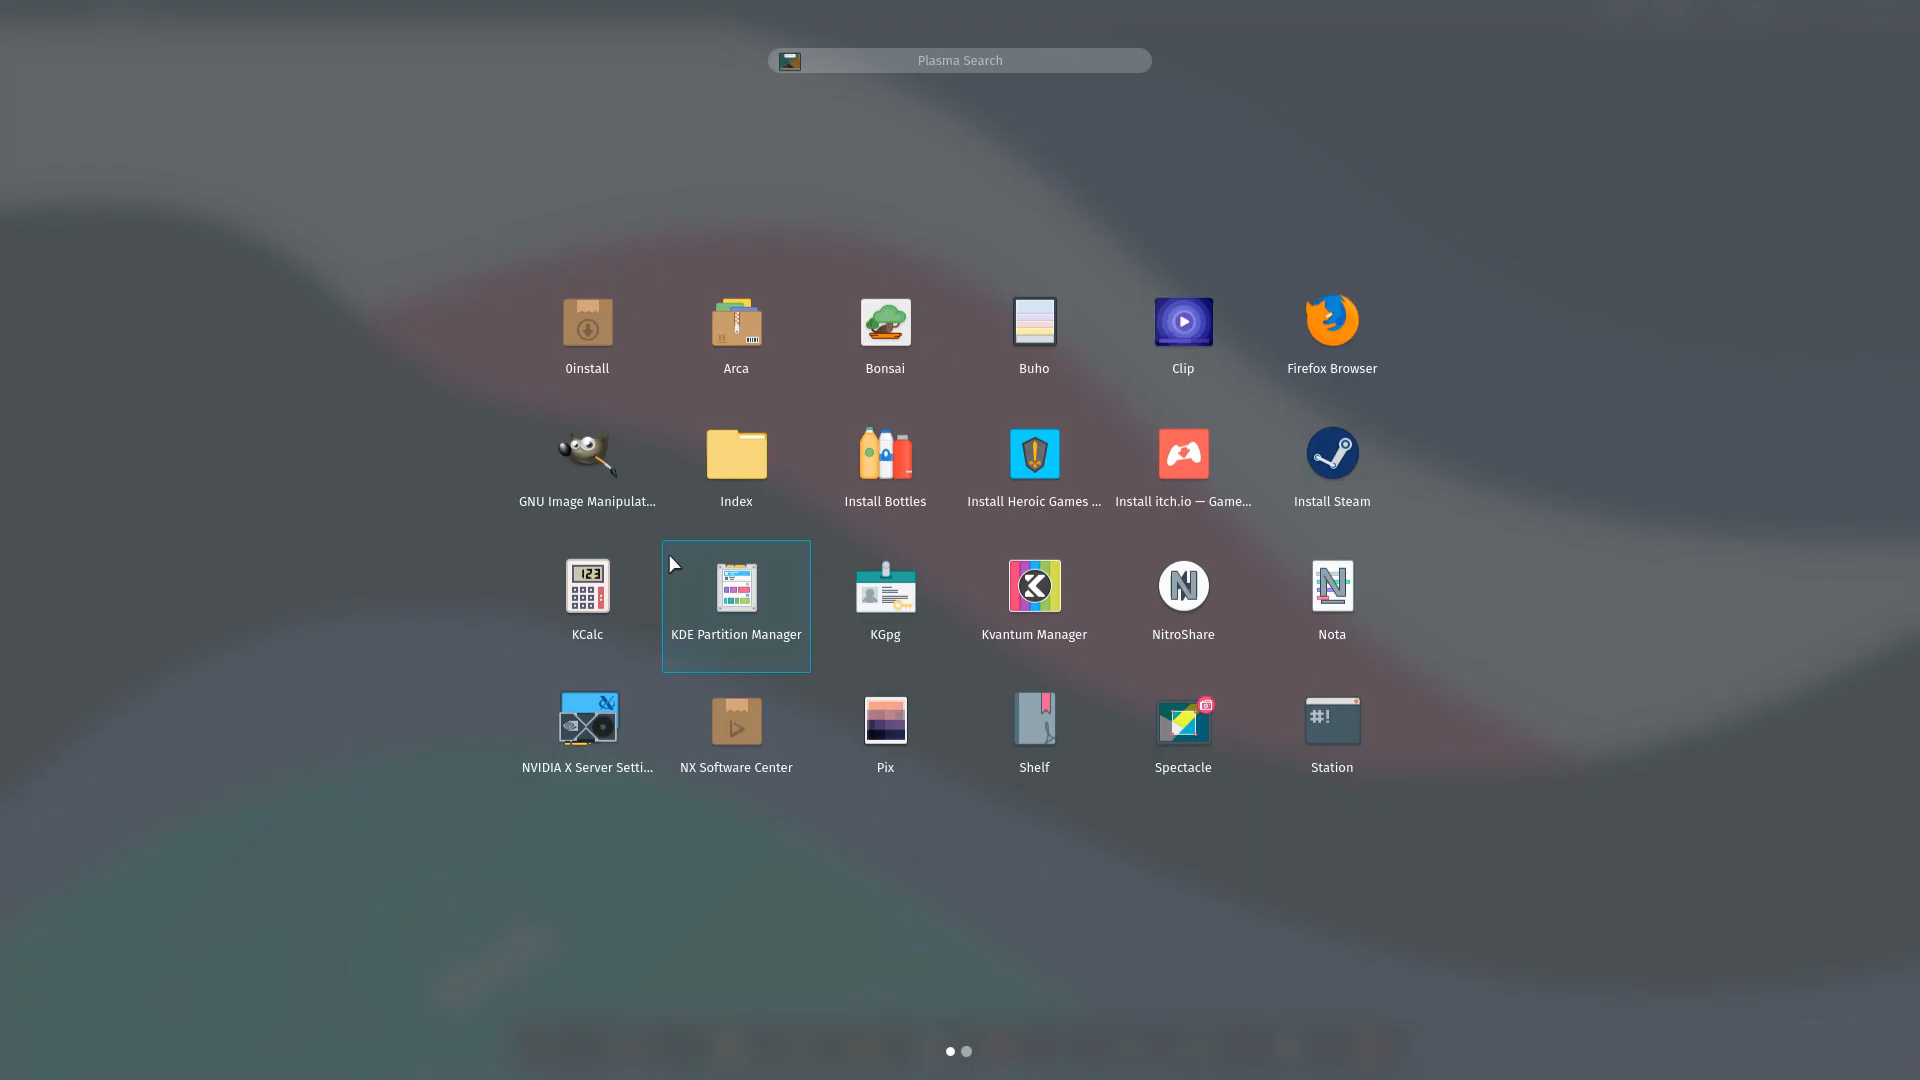 Plasma Search
0install
Arca
Bonsai
Buho
Clip
Firefox Browser
GNU Image Manipulat...
Index
Install Bottles
Install Heroic Games ...
Install itch.io — Game...
Install Steam
123
KCalc
KDE Partition Manager
KGpg
Kvantum Manager
NitroShare
Nota
#!
NVIDIA X Server Setti...
NX Software Center
Pix
Shelf
Spectacle
Station